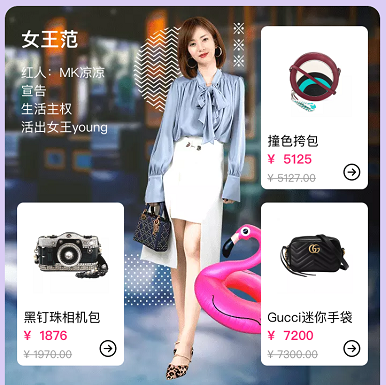 女王范
红人：MK凉凉
宣告
生活主权
活出女王young
撞色挎包
¥ 5125
¥ 5127.00
黑钉珠相机包
¥ 1876
¥ 1970.00
Gucci迷你手袋
¥ 7200
¥ 7300.00